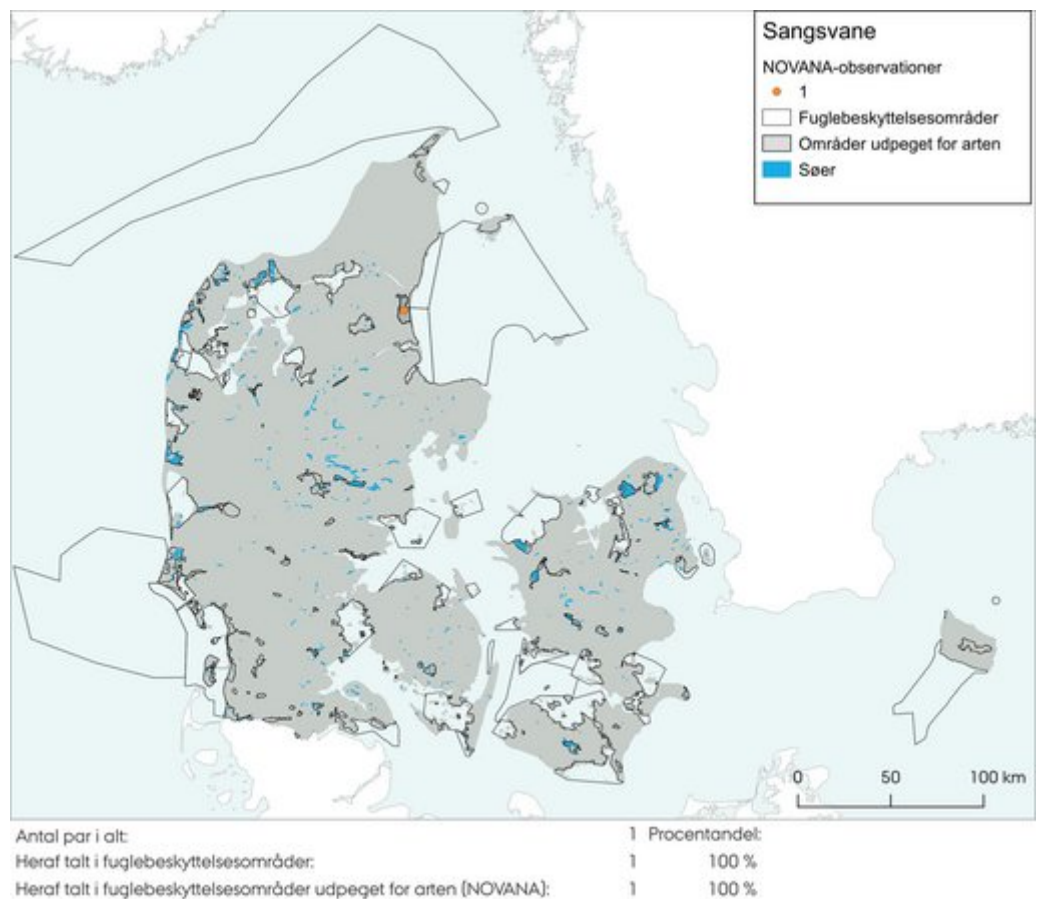 Sangsvane
NOVANA-observationer
1
Fuglebeskyttelsesområder
Områder udpeget for arten
Søer
0 50 100 km
Antal par i alt: 1 Procentandel:
Heraf talt i fuglebeskyttelsesområder: 1 100 %
Heraf talt i fuglebeskyttelsesområder udpeget for arten (NOVANA): 1 100 %